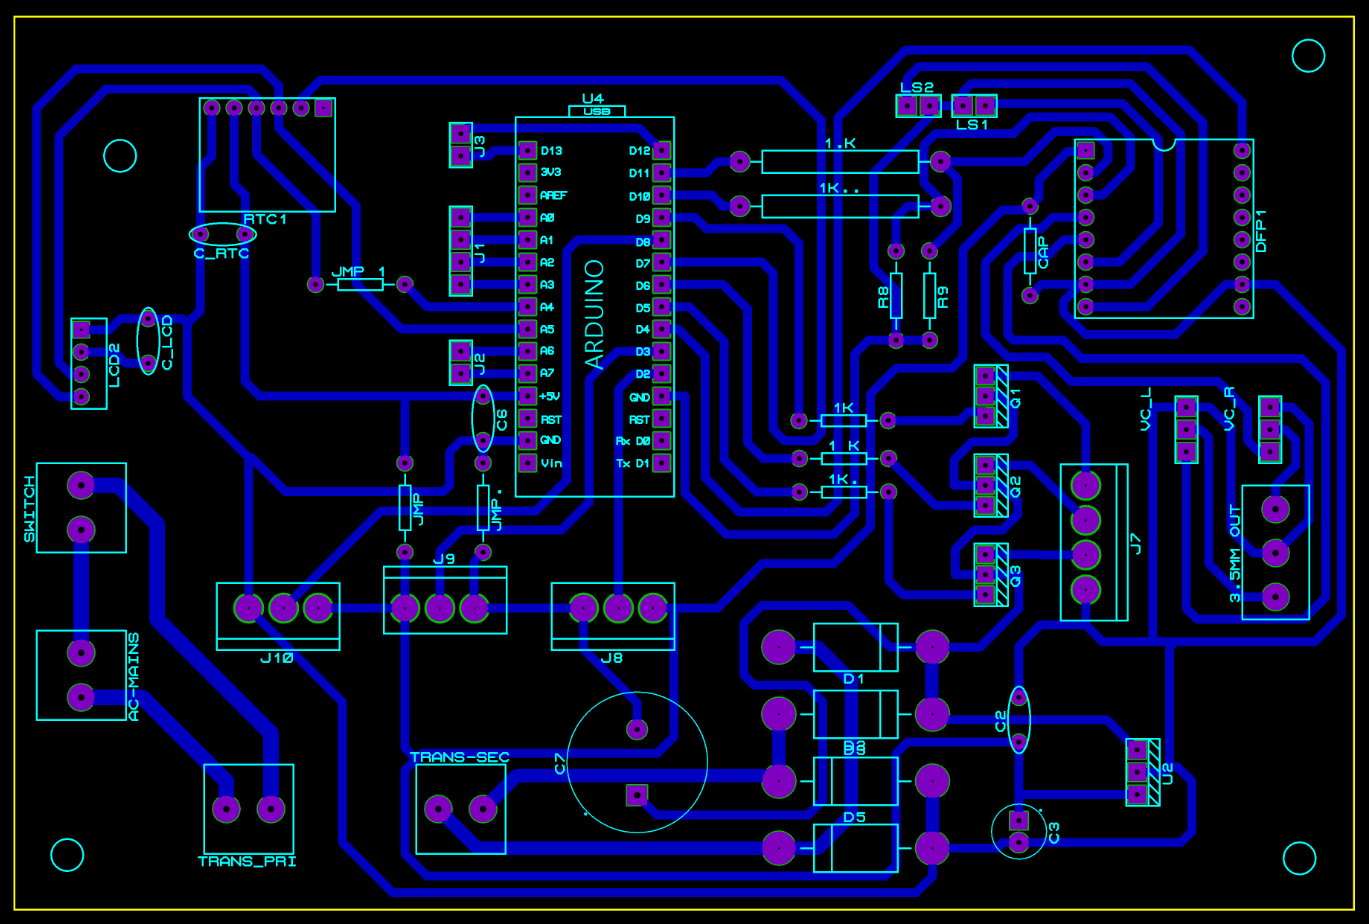 LS2
U4
USB
LS1
J3
D13
D12
1.K
3V3
D11
AREF
D10
1K..
RTC1
A0
D9
DFP1
C_RTC
A1
D8
J1
CAP
JMP 1
A2
D7
A3
D6
R8
R9
ARDUINO
A4
D5
C_LCD
A5
D4
LCD2
J2
A6
D3
A7
D2
Q1
VC_L
VC_R
+5V
GND
1K
C6
RST
RST
GND
Rx D0
1 K
Vin
Tx D1
Q2
1K.
SWITCH
JMP
JMP.
3.5MM OUT
J7
J9
Q3
J10
J8
AC-MAINS
D1
C2
TRANS-SEC
C7
U2
D5
C3
TRANS_PRI